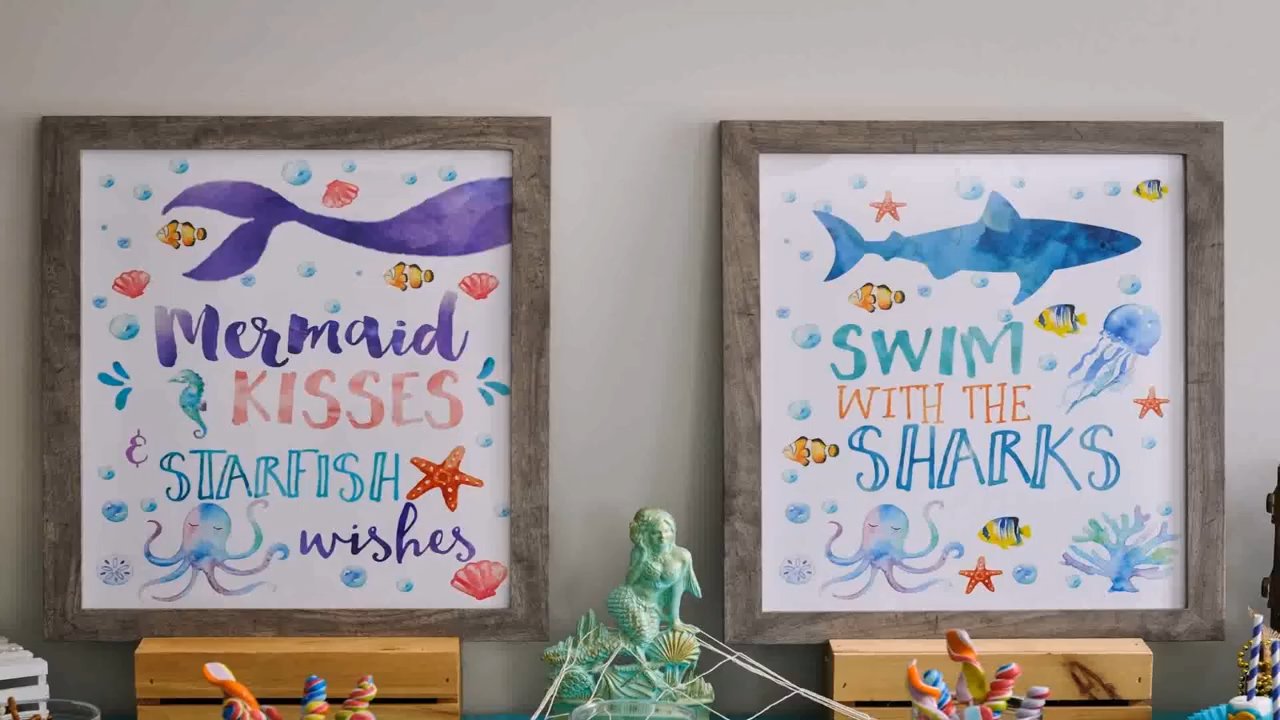 Mermaid
KISSES
& STARFISH
wishes
SWIM
WITH THE
SHARKS